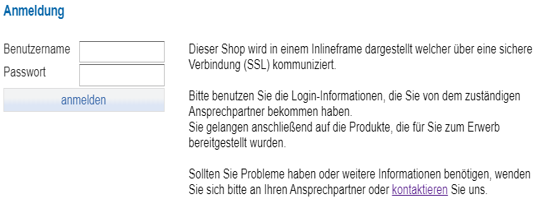 Anmeldung
Benutzername
Passwort
anmelden
Dieser Shop wird in einem Inlineframe dargestellt welcher über eine sichere
Verbindung (SSL) kommuniziert.
Bitte benutzen Sie die Login-Informationen, die Sie von dem zuständigen
Ansprechpartner bekommen haben.
Sie gelangen anschließend auf die Produkte, die für Sie zum Erwerb
bereitgestellt wurden.
Sollten Sie Probleme haben oder weitere Informationen benötigen, wenden
Sie sich bitte an Ihren Ansprechpartner oder kontaktieren Sie uns.